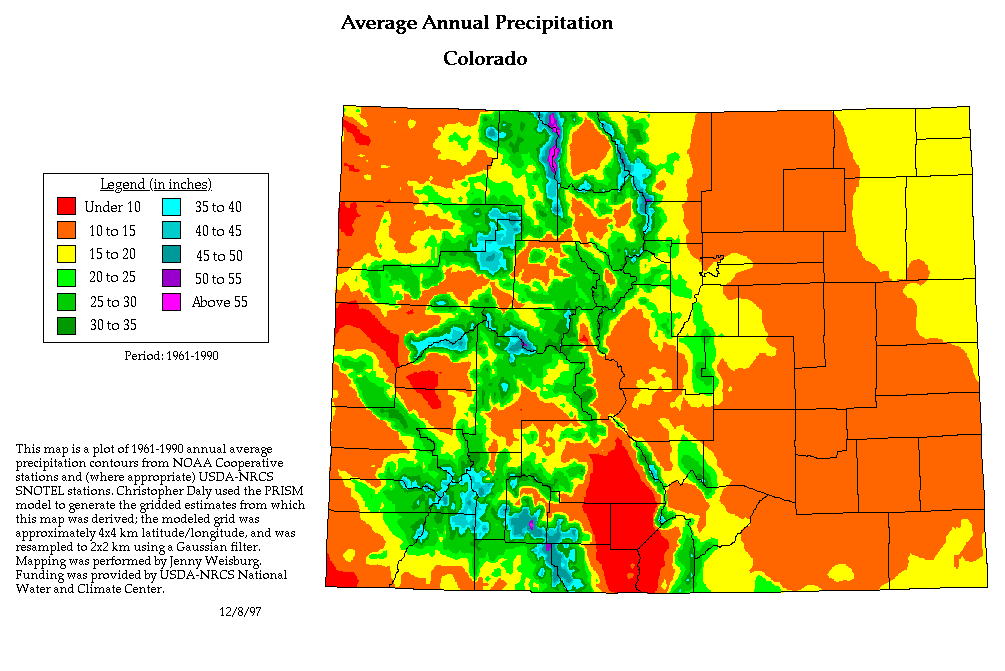 Average Annual Precipitation
Colorado
Legend (in inches)
Under 10
10 to 15
15 to 20
20 to 25
25 to 30
30 to 35
35 to 40
40 to 45
45 to 50
50 to 55
Above 55
Period: 1961-1990
This map is a plot of 1961-1990 annual average
precipitation contours from NOAA Cooperative
stations and (where appropriate) USDA-NRCS
SNOTEL stations. Christopher Daly used the PRISM
model to generate the gridded estimates from which
this map was derived; the modeled grid was
approximately 4x4 km latitude/longitude, and was
resampled to 2x2 km using a Gaussian filter.
Mapping was performed by Jenny Weisburg.
Funding was provided by USDA-NRCS National
Water and Climate Center.
12/8/97